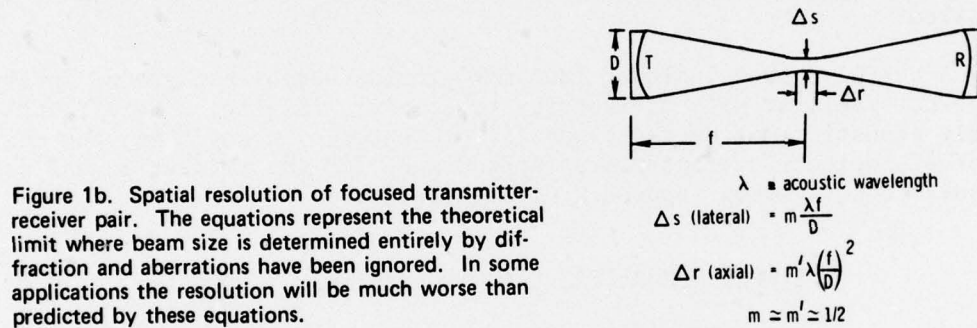 Δs
D
T
R
Δr
f
λ = acoustic wavelength
Δs (lateral) = m λf/D
Δr (axial) = m′ λ(f/D)²
m ≃ m′ ≃ 1/2
Figure 1b. Spatial resolution of focused transmitter-
receiver pair. The equations represent the theoretical
limit where beam size is determined entirely by dif-
fraction and aberrations have been ignored. In some
applications the resolution will be much worse than
predicted by these equations.